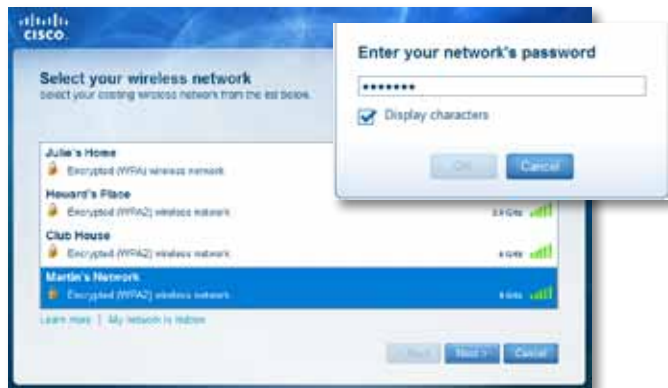 cisco
Select your wireless network
Select your existing wireless network from the list below.
Julie's Home
Encrypted (WPA) wireless network
Howard's Place
Encrypted (WPA2) wireless network
Club House
Encrypted (WPA2) wireless network
Martin's Network
Encrypted (WPA2) wireless network
Learn more | My network is hidden
Next > Cancel
Enter your network's password
•••••••
Display characters
OK Cancel